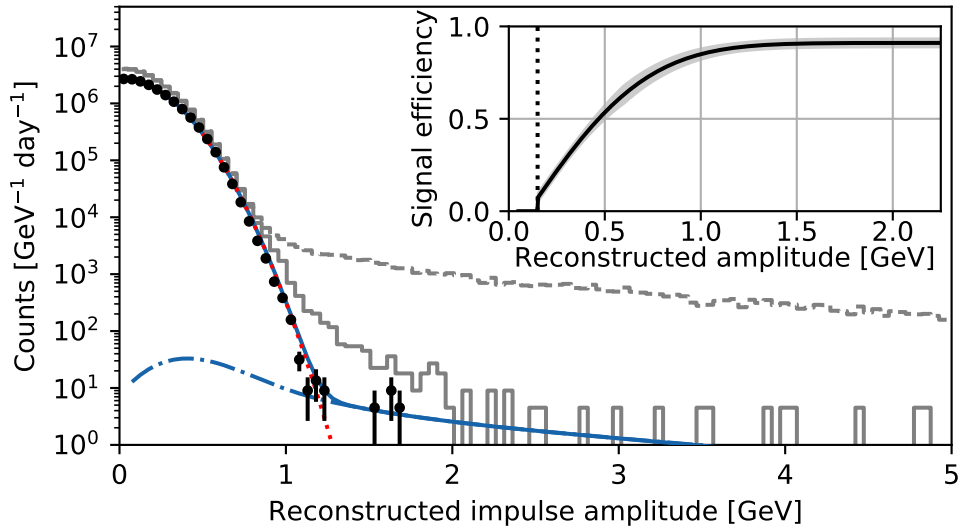 Counts [GeV⁻¹ day⁻¹]
10⁷
10⁶
10⁵
10⁴
10³
10²
10¹
10⁰
0 1 2 3 4 5
Reconstructed impulse amplitude [GeV]
Signal efficiency
1.0
0.5
0.0
0.0 0.5 1.0 1.5 2.0
Reconstructed amplitude [GeV]